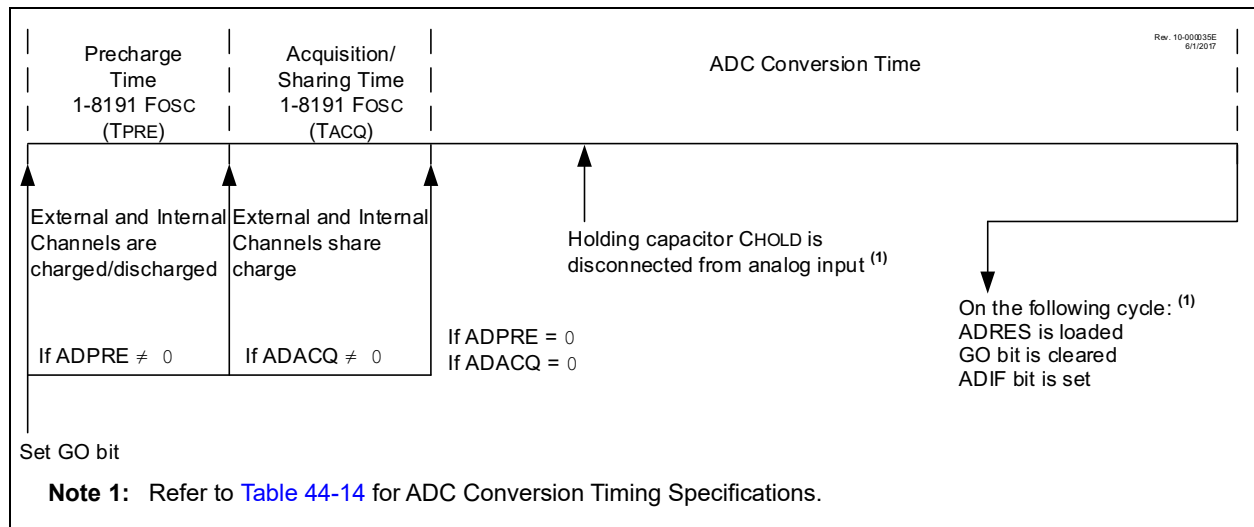 Rev. 10-000035E
6/1/2017
Precharge
Time
1-8191 FOSC
(TPRE)
Acquisition/
Sharing Time
1-8191 FOSC
(TACQ)
ADC Conversion Time
External and Internal
Channels are
charged/discharged
External and Internal
Channels share
charge
Holding capacitor CHOLD is
disconnected from analog input (1)
On the following cycle: (1)
ADRES is loaded
GO bit is cleared
ADIF bit is set
If ADPRE ≠ 0
If ADACQ ≠ 0
If ADPRE = 0
If ADACQ = 0
Set GO bit
Note 1: Refer to Table 44-14 for ADC Conversion Timing Specifications.